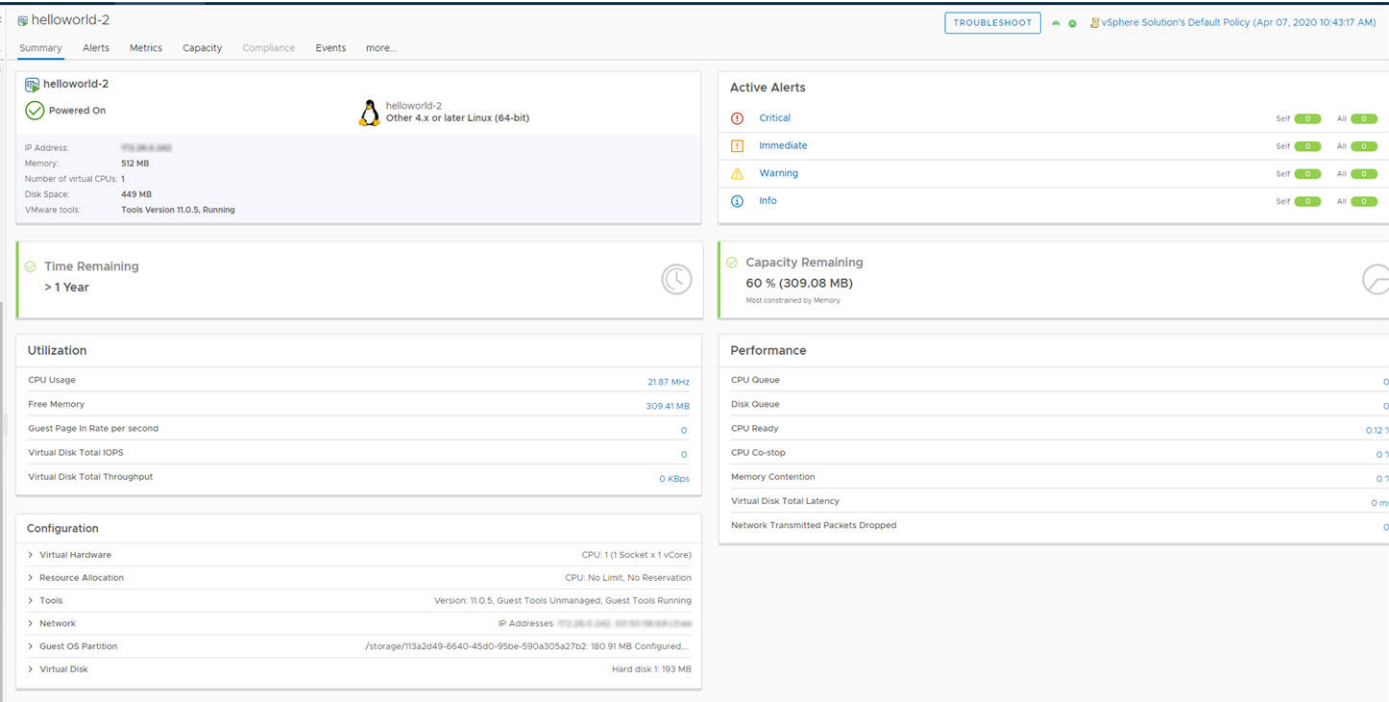 helloworld-2
TROUBLESHOOT
vSphere Solution's Default Policy (Apr 07, 2020 10:43:17 AM)
Summary Alerts Metrics Capacity Compliance Events more...
helloworld-2
Powered On
helloworld-2
Other 4.x or later Linux (64-bit)
IP Address:
Memory: 512 MB
Number of virtual CPUs: 1
Disk Space: 449 MB
VMware tools: Tools Version 11.0.5, Running
Active Alerts
Critical Self 0 All 0
Immediate Self 0 All 0
Warning Self 0 All 0
Info Self 0 All 0
Time Remaining
> 1 Year
Capacity Remaining
60 % (309.08 MB)
Most constrained by Memory
Utilization
CPU Usage 21.87 MHz
Free Memory 309.41 MB
Guest Page In Rate per second 0
Virtual Disk Total IOPS 0
Virtual Disk Total Throughput 0 KBps
Performance
CPU Queue 0
Disk Queue 0
CPU Ready 0.12 %
CPU Co-stop 0 %
Memory Contention 0 %
Virtual Disk Total Latency 0 ms
Network Transmitted Packets Dropped 0
Configuration
> Virtual Hardware CPU: 1 (1 Socket x 1 vCore)
> Resource Allocation CPU: No Limit, No Reservation
> Tools Version: 11.0.5, Guest Tools Unmanaged, Guest Tools Running
> Network IP Addresses
> Guest OS Partition /storage/113a2d49-6640-45d0-95be-590a305a27b2: 180.91 MB Configured,...
> Virtual Disk Hard disk 1: 193 MB